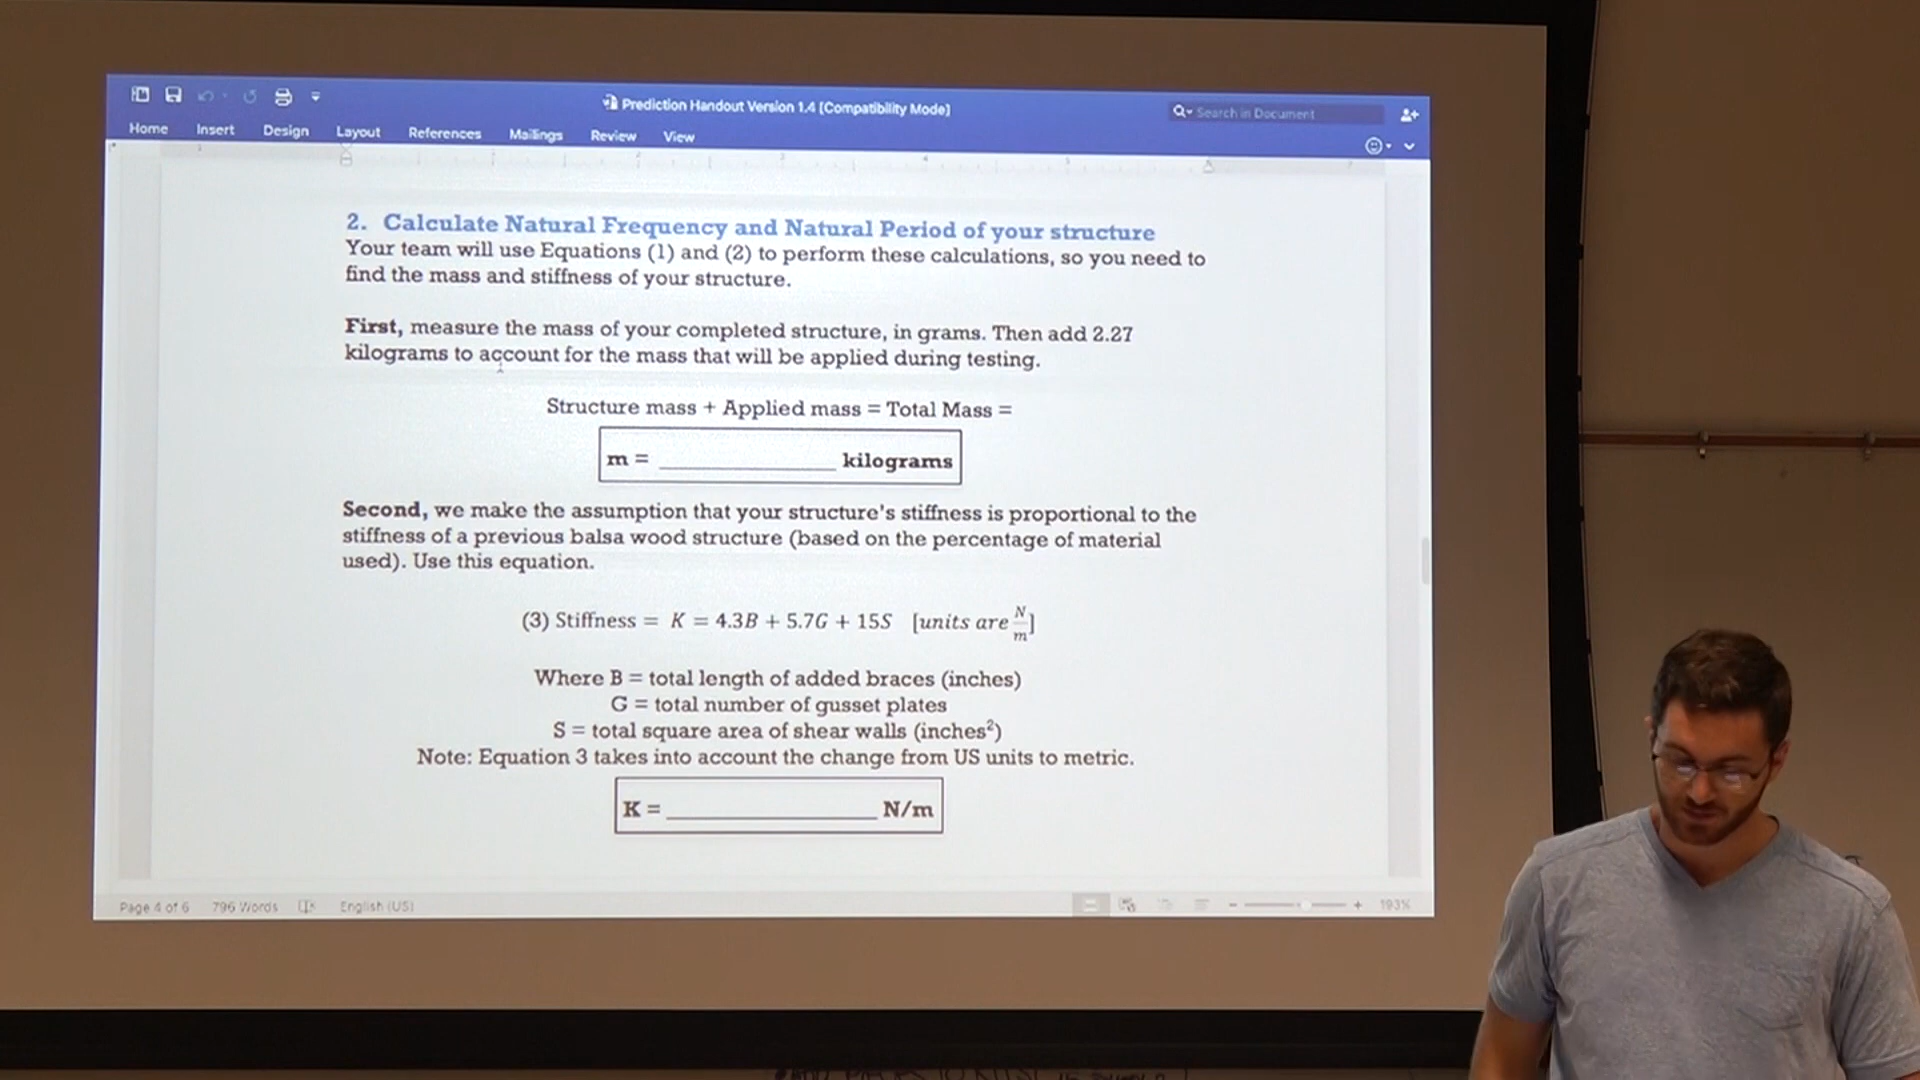 Prediction Handout Version 1.4 [Compatibility Mode]
Search in Document
Home Insert Design Layout References Mailings Review View
2. Calculate Natural Frequency and Natural Period of your structure
Your team will use Equations (1) and (2) to perform these calculations, so you need to
find the mass and stiffness of your structure.
First, measure the mass of your completed structure, in grams. Then add 2.27
kilograms to account for the mass that will be applied during testing.
Structure mass + Applied mass = Total Mass =
m = ________________ kilograms
Second, we make the assumption that your structure's stiffness is proportional to the
stiffness of a previous balsa wood structure (based on the percentage of material
used). Use this equation.
(3) Stiffness = K = 4.3B + 5.7G + 15S [units are N/m]
Where B = total length of added braces (inches)
G = total number of gusset plates
S = total square area of shear walls (inches²)
Note: Equation 3 takes into account the change from US units to metric.
K = ___________________ N/m
Page 4 of 6 796 Words English (US) 193%